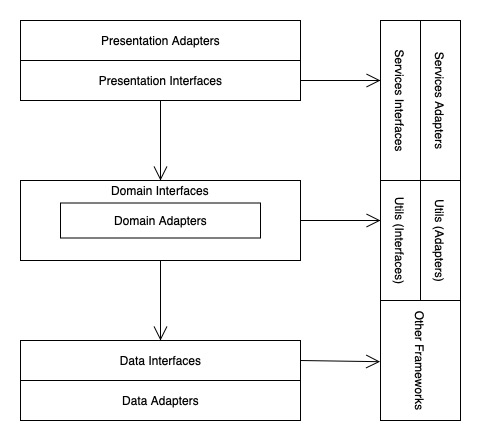 Presentation Adapters
Presentation Interfaces
Services Interfaces
Services Adapters
Domain Interfaces
Domain Adapters
Utils (Interfaces)
Utils (Adapters)
Data Interfaces
Data Adapters
Other Frameworks